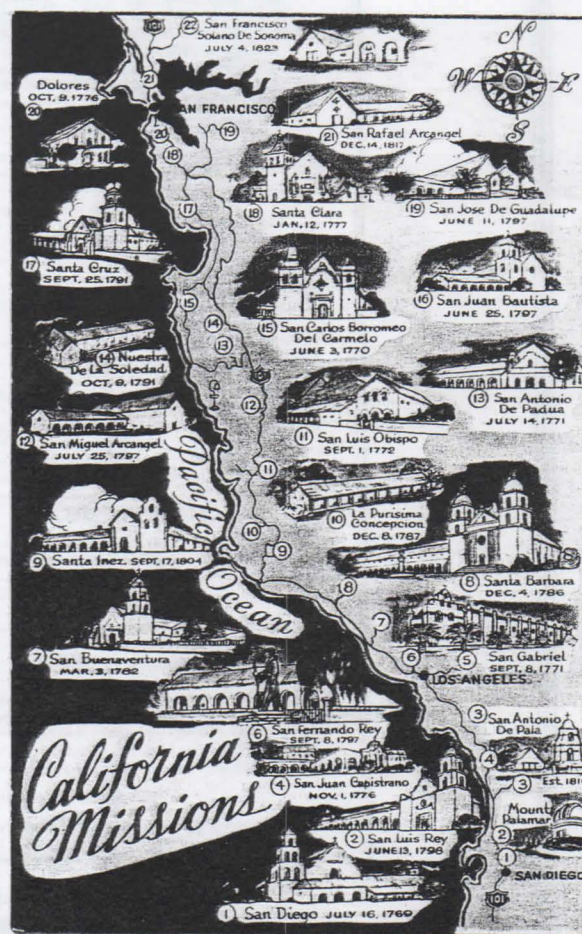 101
22
San Francisco
Solano De Sonoma
JULY 4, 1823
N
W
E
S
21
Dolores
OCT, 9. 1776
20
SAN FRANCISCO
20
19
18
21
San Rafael Arcangel
DEC. 14, 1817
18
Santa Clara
JAN. 12, 1777
19
San Jose De Guadalupe
JUNE 11, 1797
17
17
Santa Cruz
SEPT. 25, 1791
16
San Juan Bautista
JUNE 25, 1797
15
15
San Carlos Borromeo
Del Carmelo
JUNE 3, 1770
14
13
14
Nuestra
De La Soledad
OCT, 9, 1791
101
12
13
San Antonio
De Padua
JULY 14, 1771
12
San Miguel Arcangel
JULY 25, 1797
11
San Luis Obispo
SEPT. 1, 1772
11
Pacific
Ocean
10
La Purisima
Concepcion
DEC. 8, 1787
10
9
9
Santa Inez SEPT. 17, 1804
8
8
Santa Barbara
DEC. 4, 1786
7
7
San Buenaventura
MAR. 3, 1782
6
5
San Gabriel
SEPT. 8, 1771
LOS ANGELES
6
San Fernando Rey
SEPT. 8, 1797
3
San Antonio
De Pala
4
3
Est. 181
4
San Juan Capistrano
NOV. 1, 1776
California
Missions
2
San Luis Rey
JUNE 13, 1798
Mount
Palamar
2
1
SAN DIEGO
101
1
San Diego JULY 16, 1769